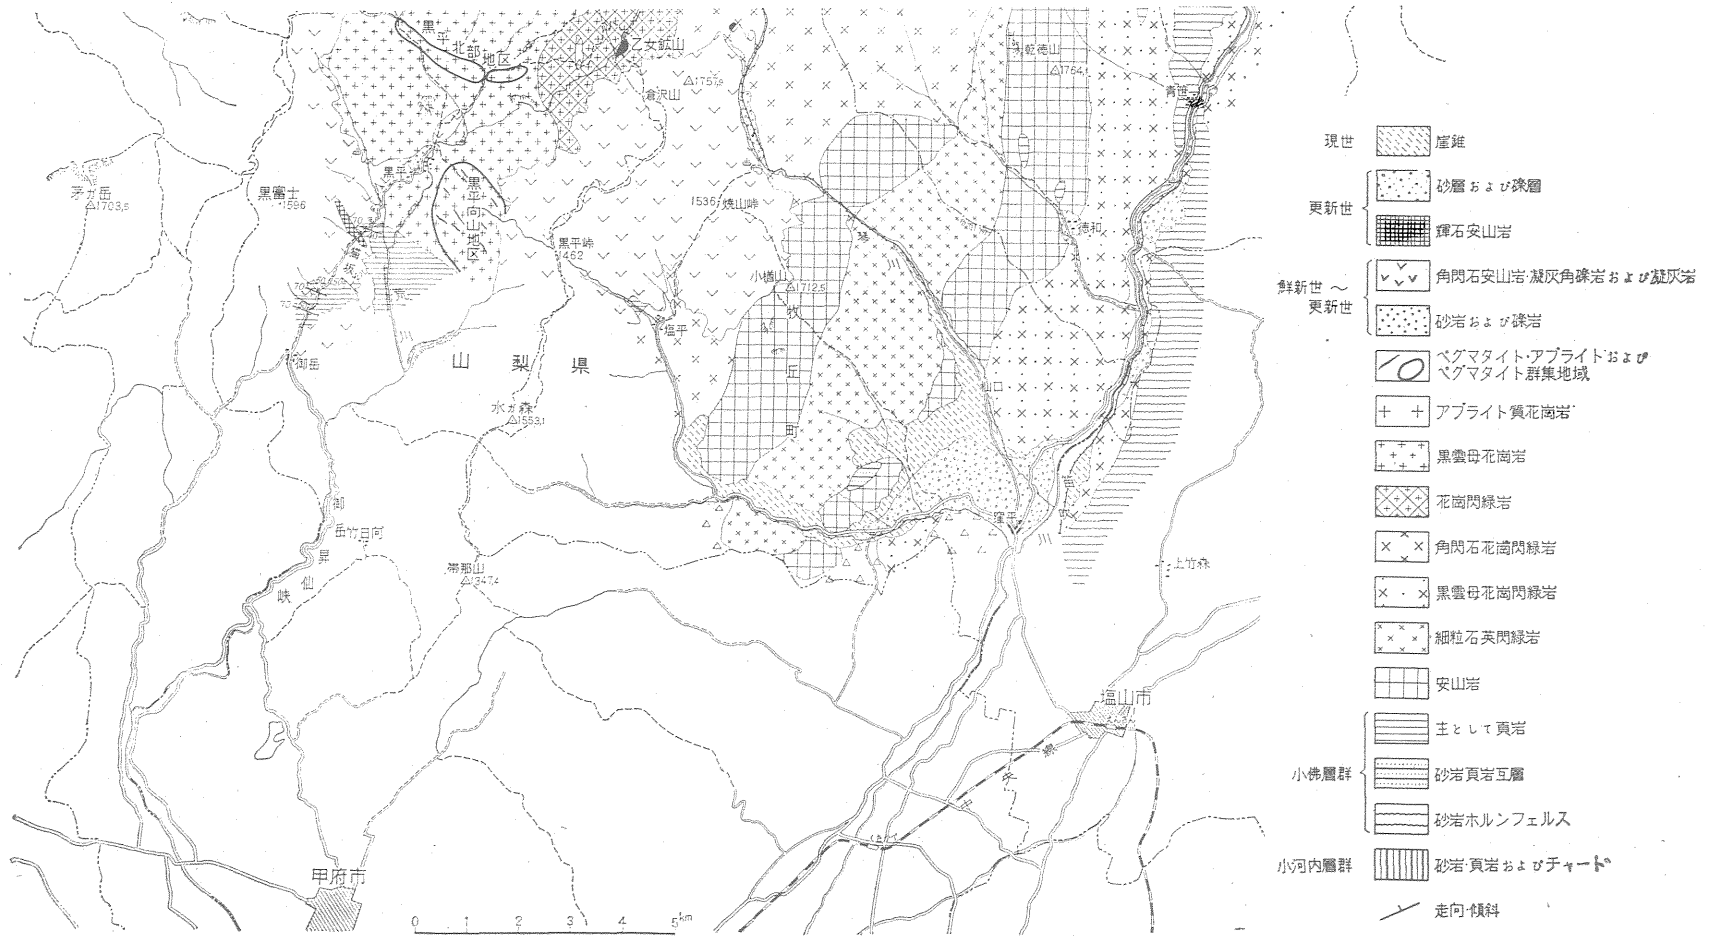 黒平北部地区
乙女鉱山
△1757,9
倉沢山
乾徳山
△1764,1
茅ヶ岳
△1703,5
黒富士
1596
黒平
黒平向山地区
黒平峠
1462
1536
焼山峠
小楢山
△1712,5
徳和
琴
川
塩平
牧
丘
町
山口
御岳
荒
川
山梨県
水ヶ森
△1553,1
御
岳
昇
仙
峡
竹日向
帯那山
△1347,4
窪平
笛
川
上竹森
塩山市
線
中
甲府市
0 1 2 3 4 5km
現世
崖錐
更新世
砂層および礫層
輝石安山岩
鮮新世～
更新世
角閃石安山岩・凝灰角礫岩および凝灰岩
砂岩および礫岩
ペグマタイト・アプライトおよび
ペグマタイト群集地域
アプライト質花崗岩
黒雲母花崗岩
花崗閃緑岩
角閃石花崗閃緑岩
黒雲母花崗閃緑岩
細粒石英閃緑岩
安山岩
小佛層群
主として頁岩
砂岩頁岩互層
砂岩ホルンフェルス
小河内層群
砂岩・頁岩およびチャート
走向・傾斜